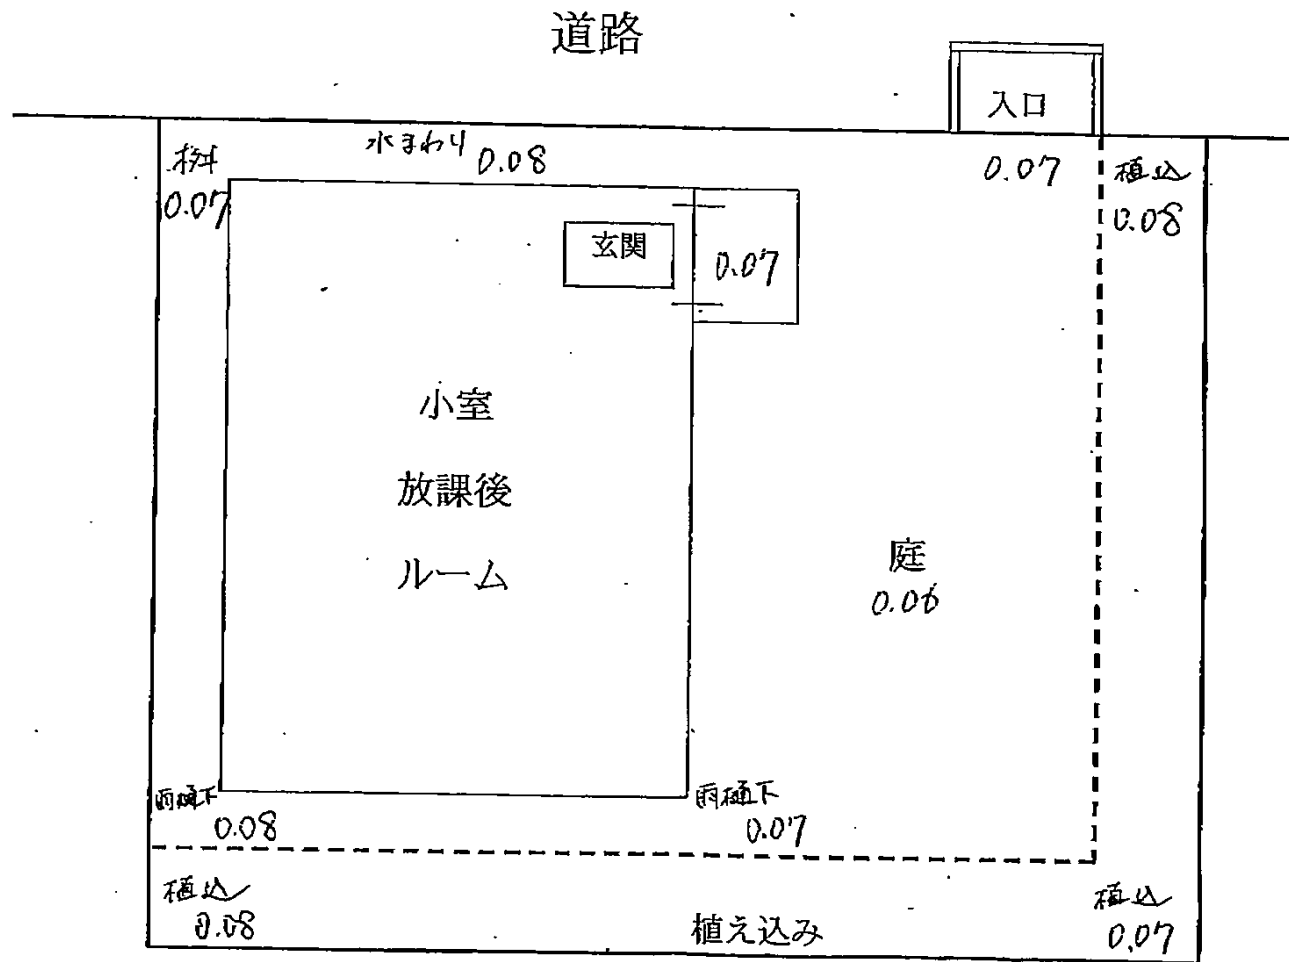 道路
入口
水まわり
0.08
桝
0.07
0.07
植込
0.08
玄関
0.07
小室
放課後
ルーム
庭
0.06
雨樋下
0.08
雨樋下
0.07
植込
0.08
植え込み
植込
0.07